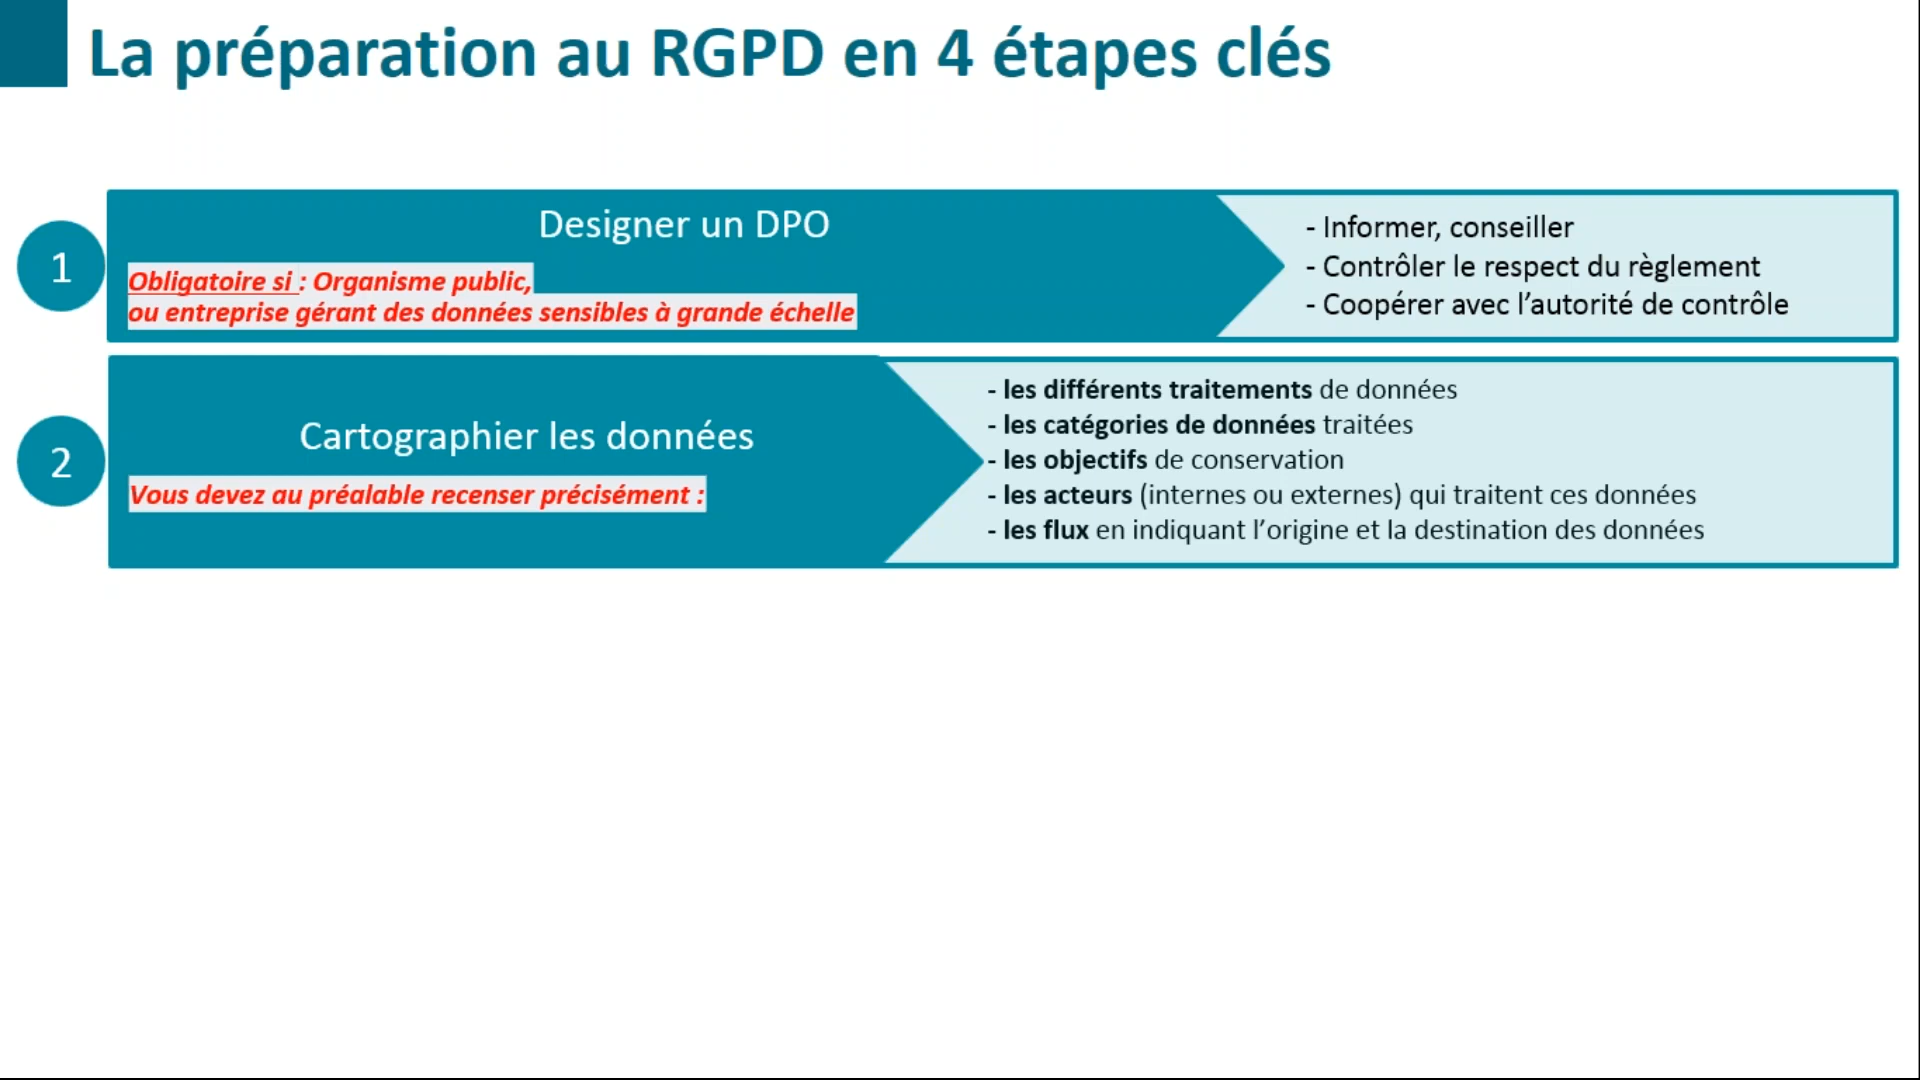 La préparation au RGPD en 4 étapes clés
1
Designer un DPO
Obligatoire si : Organisme public,
ou entreprise gérant des données sensibles à grande échelle
- Informer, conseiller
- Contrôler le respect du règlement
- Coopérer avec l’autorité de contrôle
2
Cartographier les données
Vous devez au préalable recenser précisément :
- les différents traitements de données
- les catégories de données traitées
- les objectifs de conservation
- les acteurs (internes ou externes) qui traitent ces données
- les flux en indiquant l’origine et la destination des données